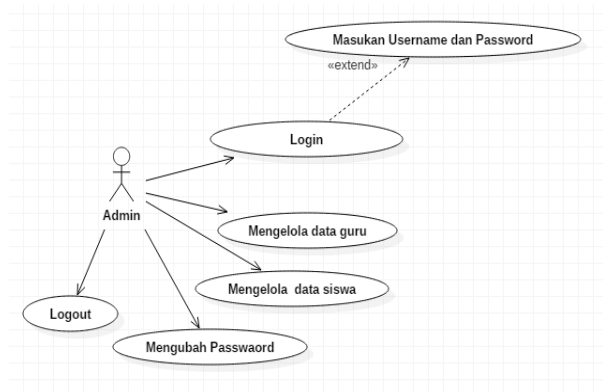 Masukan Username dan Password
«extend»
Login
Admin
Mengelola data guru
Mengelola data siswa
Logout
Mengubah Passwaord